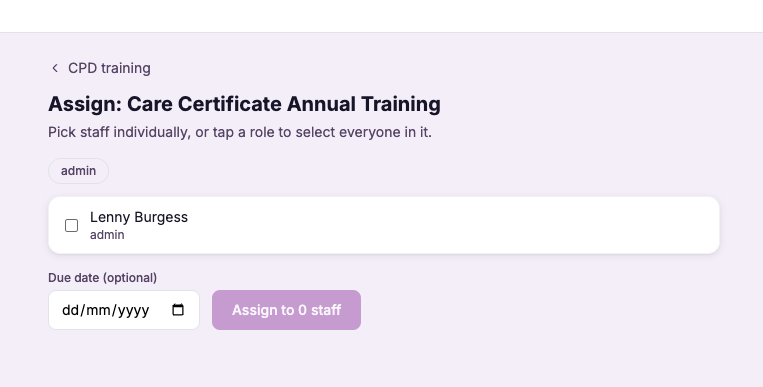 CPD training
Assign: Care Certificate Annual Training
Pick staff individually, or tap a role to select everyone in it.
admin
Lenny Burgess
admin
Due date (optional)
dd/mm/yyyy
Assign to 0 staff